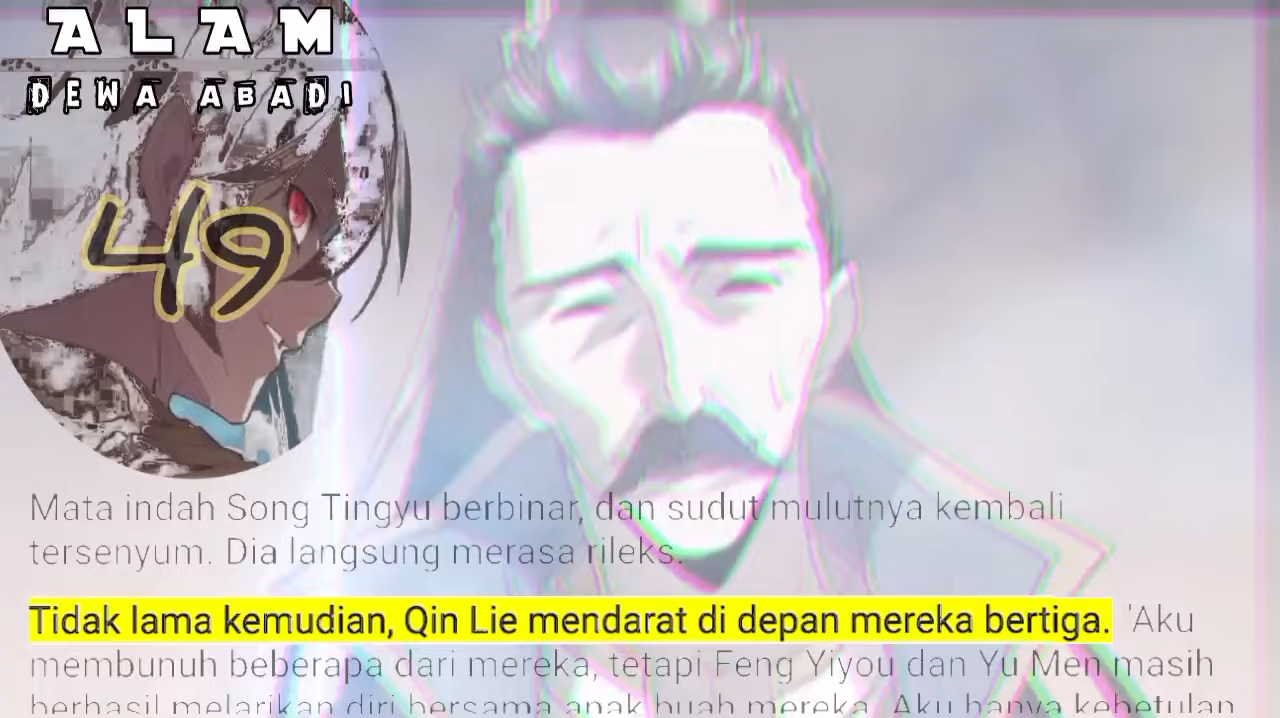 ALAM
DEWA ABADI
49
Mata indah Song Tingyu berbinar, dan sudut mulutnya kembali
tersenyum. Dia langsung merasa rileks.
Tidak lama kemudian, Qin Lie mendarat di depan mereka bertiga. 'Aku
membunuh beberapa dari mereka, tetapi Feng Yiyou dan Yu Men masih
berhasil melarikan diri bersama anak buah mereka. Aku hanya kebetulan